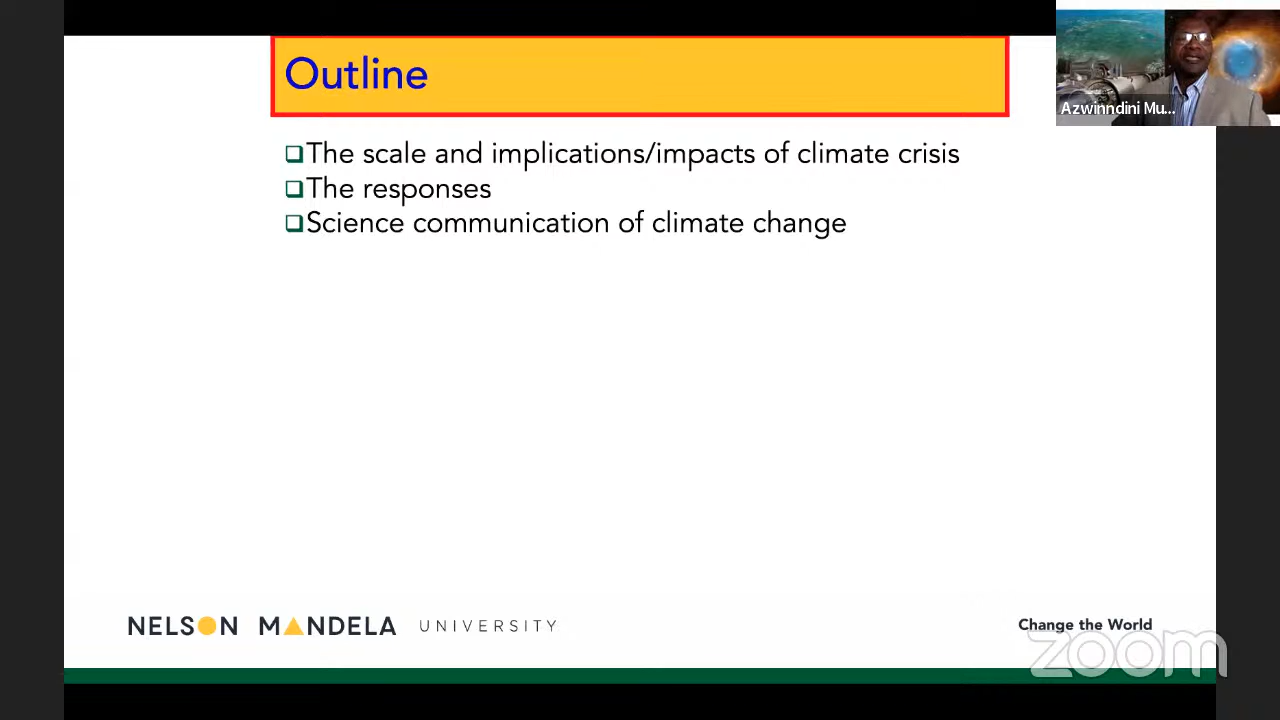 Outline
Azwinndini Mu...
❑The scale and implications/impacts of climate crisis
❑The responses
❑Science communication of climate change
NELSON MANDELA UNIVERSITY
Change the World
zoom